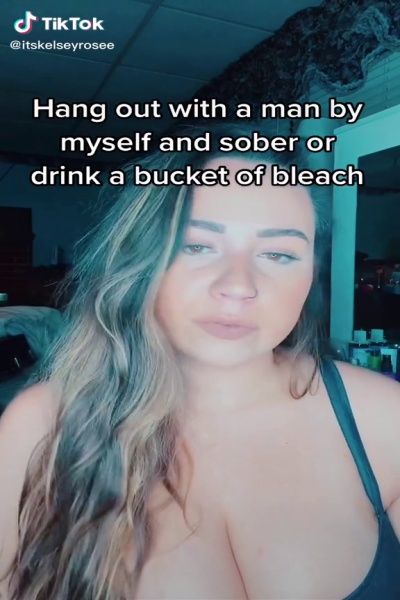 TikTok
@itskelseyrosee
Hang out with a man by
myself and sober or
drink a bucket of bleach